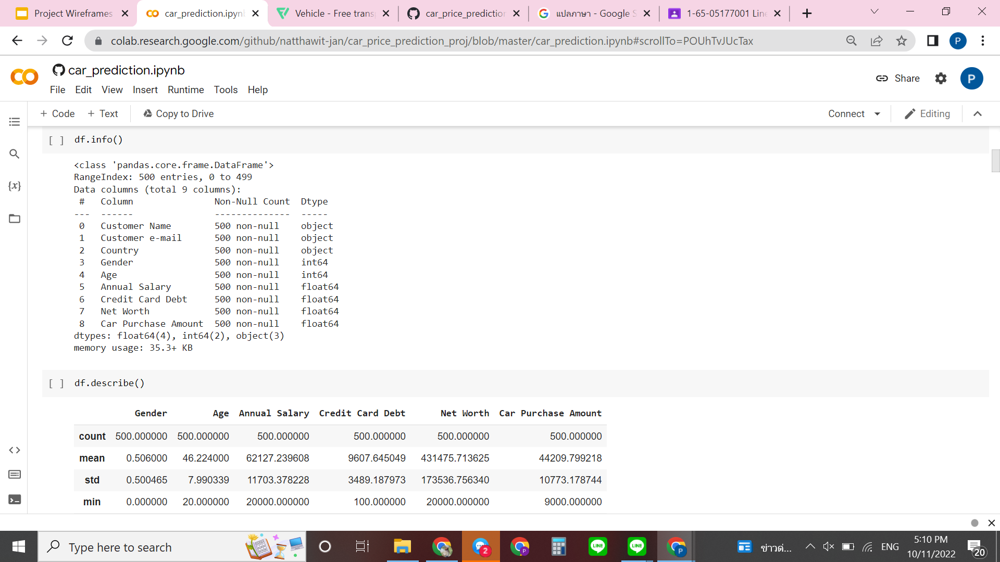 Project Wireframes
car_prediction.ipynb
Vehicle - Free trans
car_price_prediction
แปลภาษา - Google S
1-65-05177001 Line
colab.research.google.com/github/natthawit-jan/car_price_prediction_proj/blob/master/car_prediction.ipynb#scrollTo=POUhTvJUcTax
P
car_prediction.ipynb
File Edit View Insert Runtime Tools Help
Share
P
+ Code + Text Copy to Drive
Connect
Editing
[ ] df.info()
<class 'pandas.core.frame.DataFrame'>
RangeIndex: 500 entries, 0 to 499
Data columns (total 9 columns):
# Column Non-Null Count Dtype
--- ------ -------------- -----
0 Customer Name 500 non-null object
1 Customer e-mail 500 non-null object
2 Country 500 non-null object
3 Gender 500 non-null int64
4 Age 500 non-null int64
5 Annual Salary 500 non-null float64
6 Credit Card Debt 500 non-null float64
7 Net Worth 500 non-null float64
8 Car Purchase Amount 500 non-null float64
dtypes: float64(4), int64(2), object(3)
memory usage: 35.3+ KB
[ ] df.describe()
Gender Age Annual Salary Credit Card Debt Net Worth Car Purchase Amount
count 500.000000 500.000000 500.000000 500.000000 500.000000 500.000000
mean 0.506000 46.224000 62127.239608 9607.645049 431475.713625 44209.799218
std 0.500465 7.990339 11703.378228 3489.187973 173536.756340 10773.178744
min 0.000000 20.000000 20000.000000 100.000000 20000.000000 9000.000000
Type here to search
2
P
LINE
LINE
P
ข่าวด่...
ENG
5:10 PM
10/11/2022
20